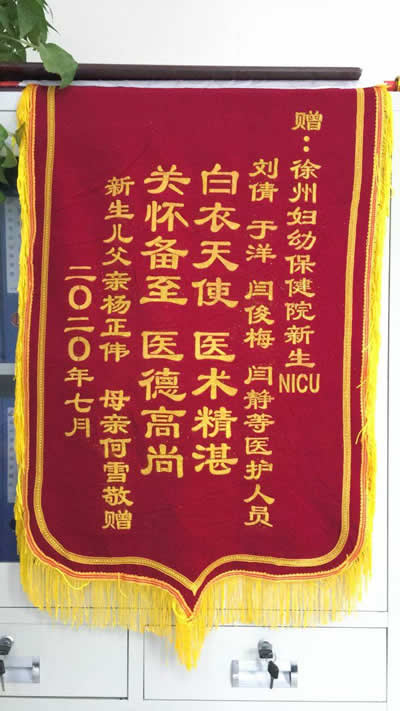 赠：徐州妇幼保健院新生NICU
刘倩 于洋 闫俊梅 闫静等医护人员
白衣天使 医术精湛
关怀备至 医德高尚
新生儿父亲杨正伟 母亲何雪敬赠
二〇二〇年七月